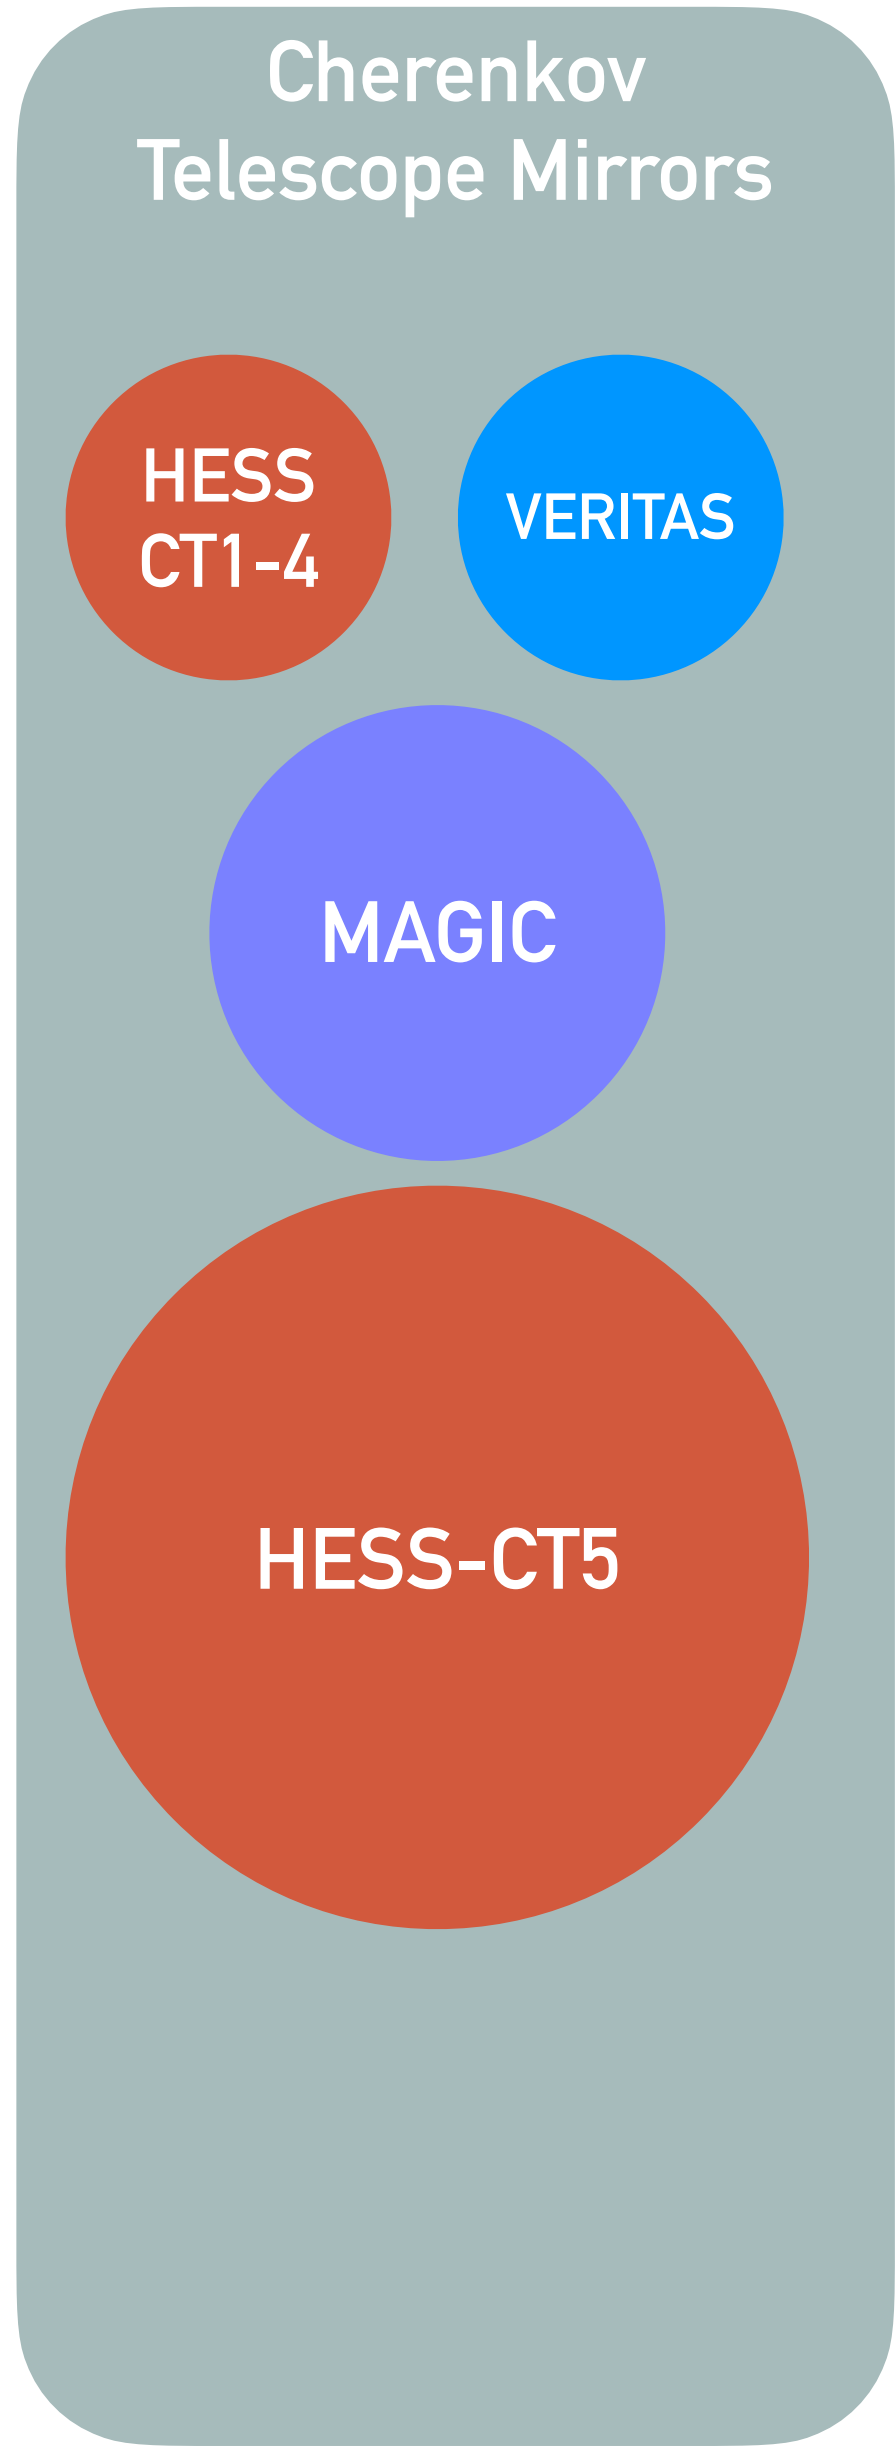 Cherenkov
Telescope Mirrors
HESS
CT1-4
VERITAS
MAGIC
HESS-CT5